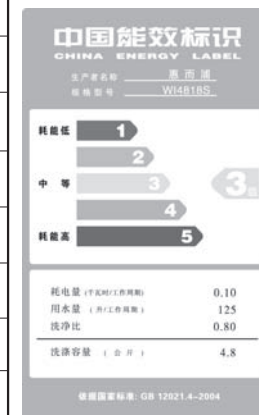 中国能效标识
CHINA ENERGY LABEL
生产者名称 惠而浦
规格型号 WI4818S
耗能低 1
2
中 等 3 3级
4
耗能高 5
耗电量 (千瓦时/工作周期) 0.10
用水量 (升/工作周期) 125
洗净比 0.80
洗涤容量 (公斤) 4.8
依据国家标准: GB 12021.4-2004